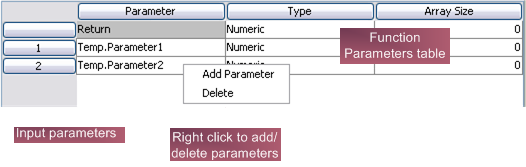 Parameter Type Array Size
Return Numeric 0
1 Temp.Parameter1 Numeric 0
2 Temp.Parameter2 Numeric 0
Function
Parameters table
Add Parameter
Delete
Input parameters
Right click to add/
delete parameters